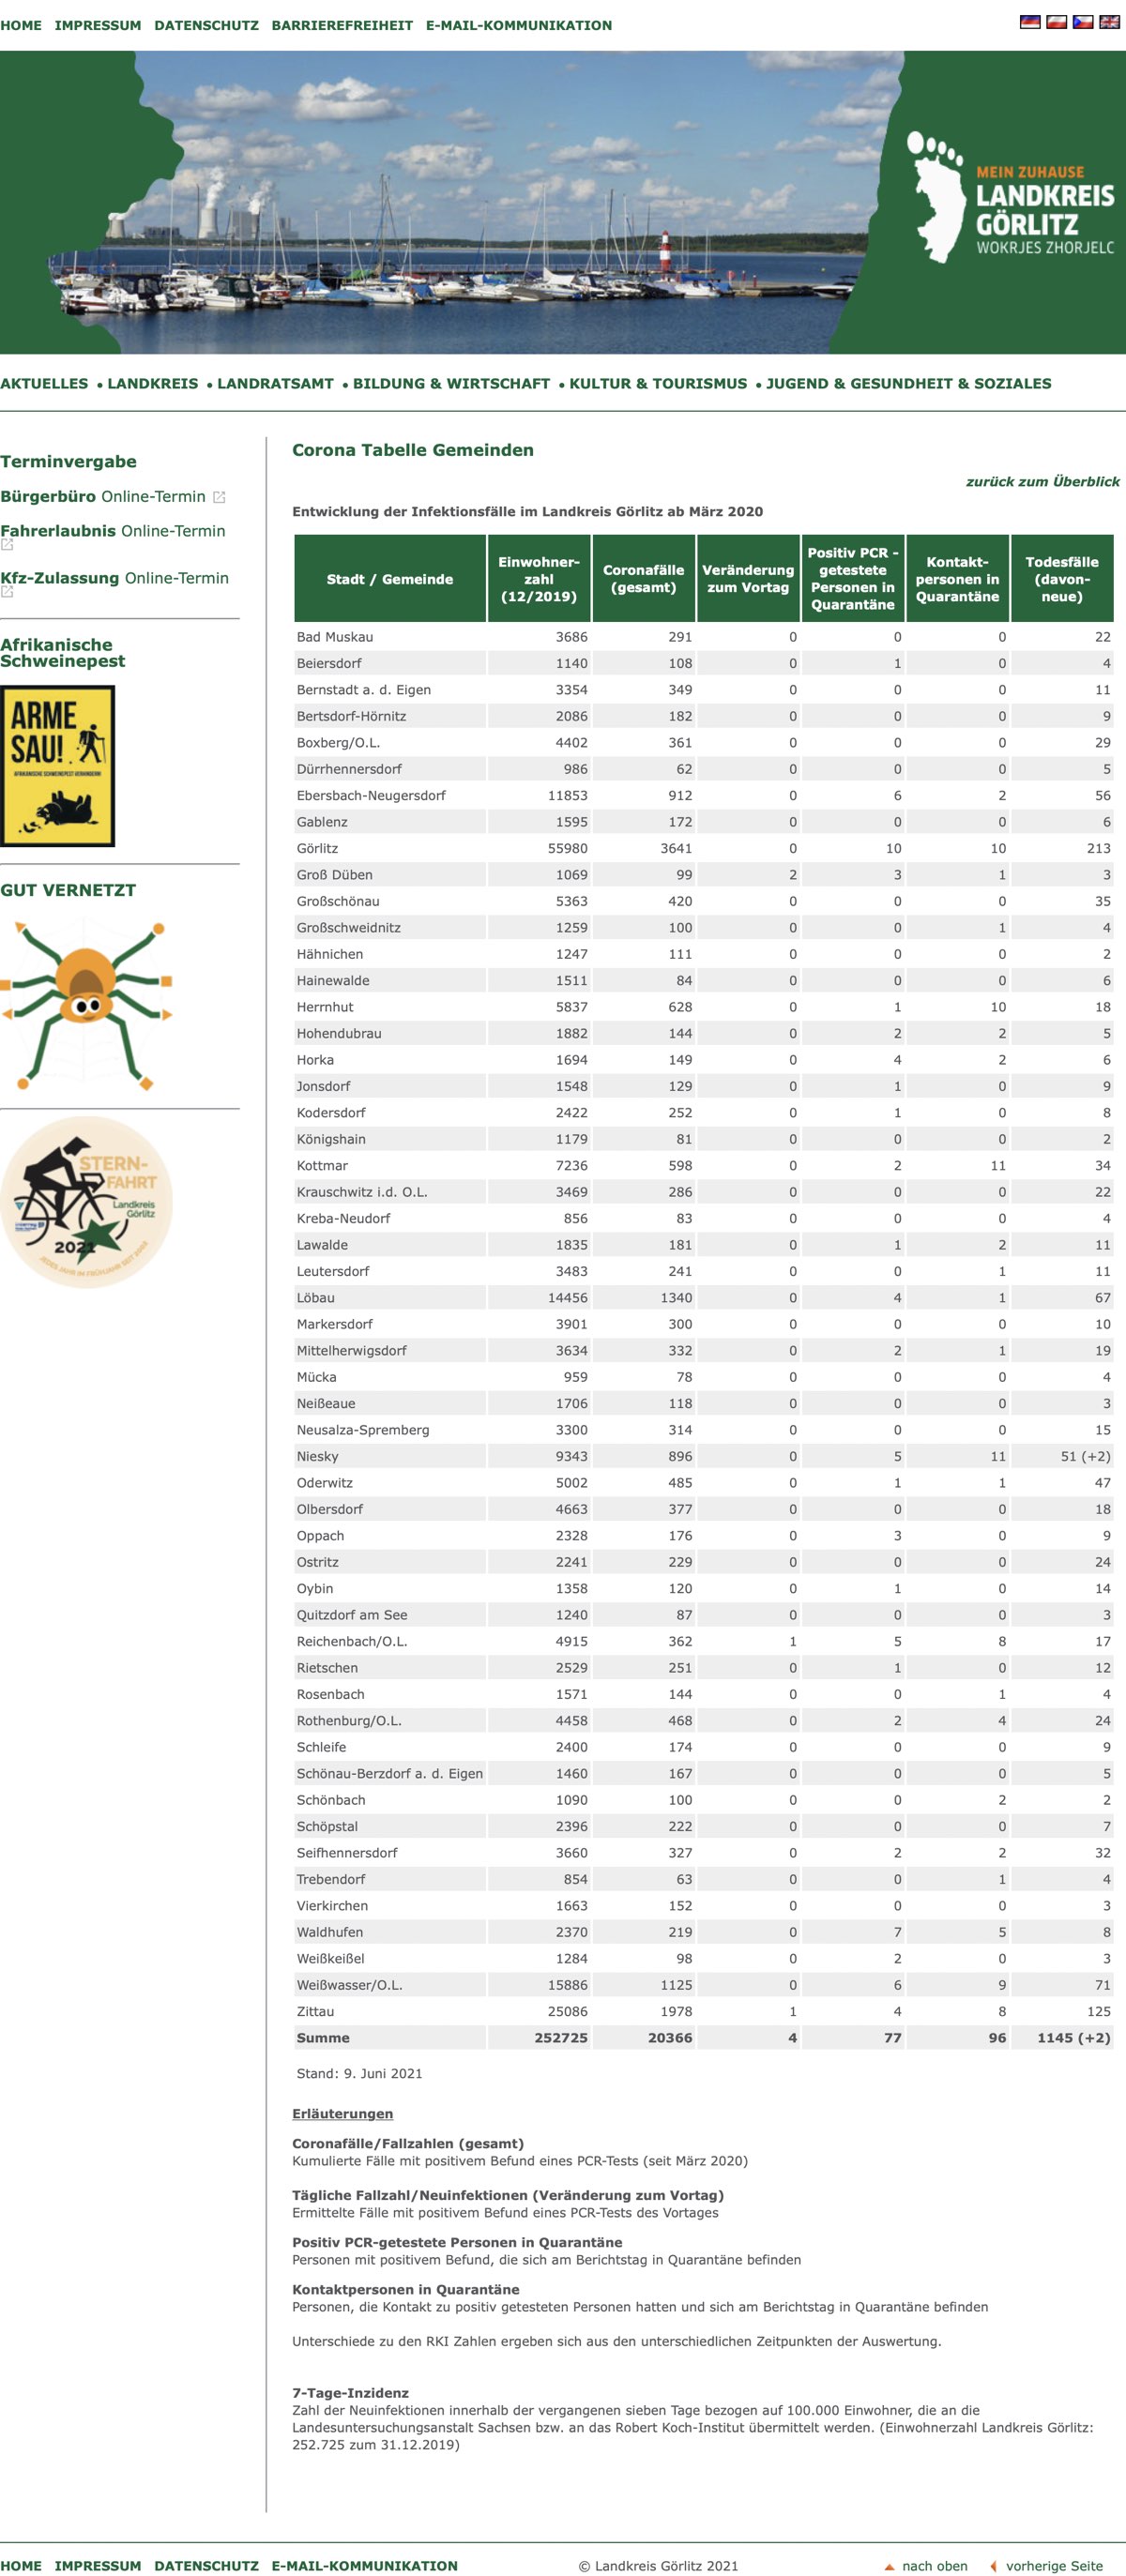 HOME IMPRESSUM DATENSCHUTZ BARRIEREFREIHEIT E-MAIL-KOMMUNIKATION
MEIN ZUHAUSE
LANDKREIS
GÖRLITZ
WOKRJES ZHORJELC
AKTUELLES • LANDKREIS • LANDRATSAMT • BILDUNG & WIRTSCHAFT • KULTUR & TOURISMUS • JUGEND & GESUNDHEIT & SOZIALES
Terminvergabe
Bürgerbüro Online-Termin
Fahrerlaubnis Online-Termin
Kfz-Zulassung Online-Termin
Afrikanische
Schweinepest
ARME
SAU!
AFRIKANISCHE SCHWEINEPEST VERHINDERN!
GUT VERNETZT
STERN-
FAHRT
Landkreis
Görlitz
2021
JEDES JAHR IM FRÜHJAHR SEIT
Corona Tabelle Gemeinden
zurück zum Überblick
Entwicklung der Infektionsfälle im Landkreis Görlitz ab März 2020
Stadt / Gemeinde Einwohner-zahl (12/2019) Coronafälle (gesamt) Veränderung zum Vortag Positiv PCR - getestete Personen in Quarantäne Kontakt-personen in Quarantäne Todesfälle (davon-neue)
Bad Muskau 3686 291 0 0 0 22
Beiersdorf 1140 108 0 1 0 4
Bernstadt a. d. Eigen 3354 349 0 0 0 11
Bertsdorf-Hörnitz 2086 182 0 0 0 9
Boxberg/O.L. 4402 361 0 0 0 29
Dürrhennersdorf 986 62 0 0 0 5
Ebersbach-Neugersdorf 11853 912 0 6 2 56
Gablenz 1595 172 0 0 0 6
Görlitz 55980 3641 0 10 10 213
Groß Düben 1069 99 2 3 1 3
Großschönau 5363 420 0 0 0 35
Großschweidnitz 1259 100 0 0 1 4
Hähnichen 1247 111 0 0 0 2
Hainewalde 1511 84 0 0 0 6
Herrnhut 5837 628 0 1 10 18
Hohendubrau 1882 144 0 2 2 5
Horka 1694 149 0 4 2 6
Jonsdorf 1548 129 0 1 0 9
Kodersdorf 2422 252 0 1 0 8
Königshain 1179 81 0 0 0 2
Kottmar 7236 598 0 2 11 34
Krauschwitz i.d. O.L. 3469 286 0 0 0 22
Kreba-Neudorf 856 83 0 0 0 4
Lawalde 1835 181 0 1 2 11
Leutersdorf 3483 241 0 0 1 11
Löbau 14456 1340 0 4 1 67
Markersdorf 3901 300 0 0 0 10
Mittelherwigsdorf 3634 332 0 2 1 19
Mücka 959 78 0 0 0 4
Neißeaue 1706 118 0 0 0 3
Neusalza-Spremberg 3300 314 0 0 0 15
Niesky 9343 896 0 5 11 51 (+2)
Oderwitz 5002 485 0 1 1 47
Olbersdorf 4663 377 0 0 0 18
Oppach 2328 176 0 3 0 9
Ostritz 2241 229 0 0 0 24
Oybin 1358 120 0 1 0 14
Quitzdorf am See 1240 87 0 0 0 3
Reichenbach/O.L. 4915 362 1 5 8 17
Rietschen 2529 251 0 1 0 12
Rosenbach 1571 144 0 0 1 4
Rothenburg/O.L. 4458 468 0 2 4 24
Schleife 2400 174 0 0 0 9
Schönau-Berzdorf a. d. Eigen 1460 167 0 0 0 5
Schönbach 1090 100 0 0 2 2
Schöpstal 2396 222 0 0 0 7
Seifhennersdorf 3660 327 0 2 2 32
Trebendorf 854 63 0 0 1 4
Vierkirchen 1663 152 0 0 0 3
Waldhufen 2370 219 0 7 5 8
Weißkeißel 1284 98 0 2 0 3
Weißwasser/O.L. 15886 1125 0 6 9 71
Zittau 25086 1978 1 4 8 125
Summe 252725 20366 4 77 96 1145 (+2)
Stand: 9. Juni 2021
Erläuterungen
Coronafälle/Fallzahlen (gesamt)
Kumulierte Fälle mit positivem Befund eines PCR-Tests (seit März 2020)
Tägliche Fallzahl/Neuinfektionen (Veränderung zum Vortag)
Ermittelte Fälle mit positivem Befund eines PCR-Tests des Vortages
Positiv PCR-getestete Personen in Quarantäne
Personen mit positivem Befund, die sich am Berichtstag in Quarantäne befinden
Kontaktpersonen in Quarantäne
Personen, die Kontakt zu positiv getesteten Personen hatten und sich am Berichtstag in Quarantäne befinden
Unterschiede zu den RKI Zahlen ergeben sich aus den unterschiedlichen Zeitpunkten der Auswertung.
7-Tage-Inzidenz
Zahl der Neuinfektionen innerhalb der vergangenen sieben Tage bezogen auf 100.000 Einwohner, die an die
Landesuntersuchungsanstalt Sachsen bzw. an das Robert Koch-Institut übermittelt werden. (Einwohnerzahl Landkreis Görlitz:
252.725 zum 31.12.2019)
HOME IMPRESSUM DATENSCHUTZ E-MAIL-KOMMUNIKATION © Landkreis Görlitz 2021 nach oben vorherige Seite